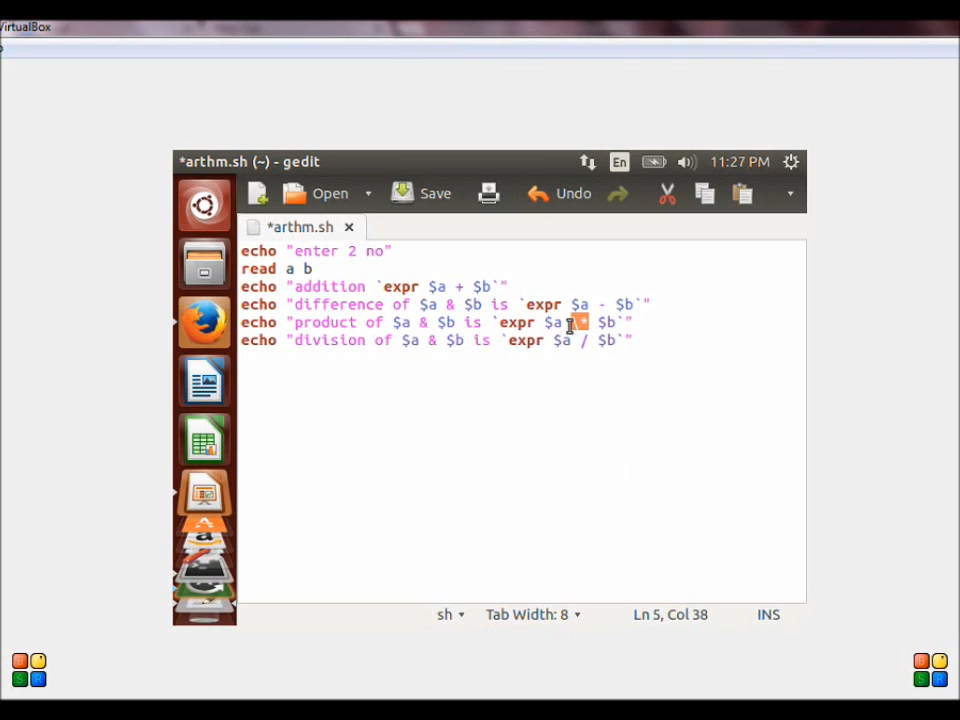 VirtualBox
*arthm.sh (~) - gedit
En
11:27 PM
Open
Save
Undo
*arthm.sh
echo "enter 2 no"
read a b
echo "addition `expr $a + $b`"
echo "difference of $a & $b is `expr $a - $b`"
echo "product of $a & $b is `expr $a \* $b`"
echo "division of $a & $b is `expr $a / $b`"
sh
Tab Width: 8
Ln 5, Col 38
INS
B
S R
B
S R